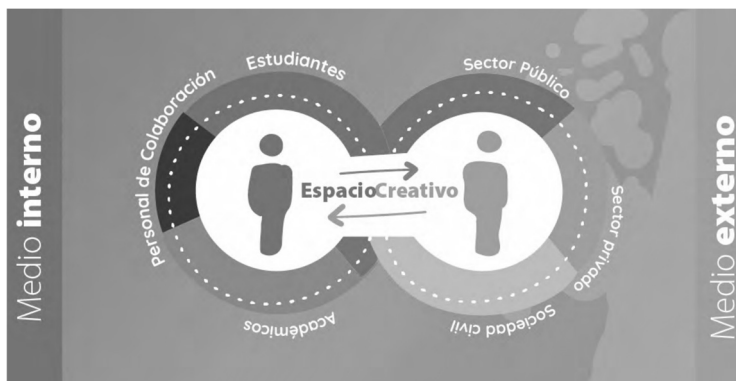 Medio interno
Personal de Colaboración
Estudiantes
Académicos
EspacioCreativo
Sector Público
Sector privado
Sociedad civil
Medio externo